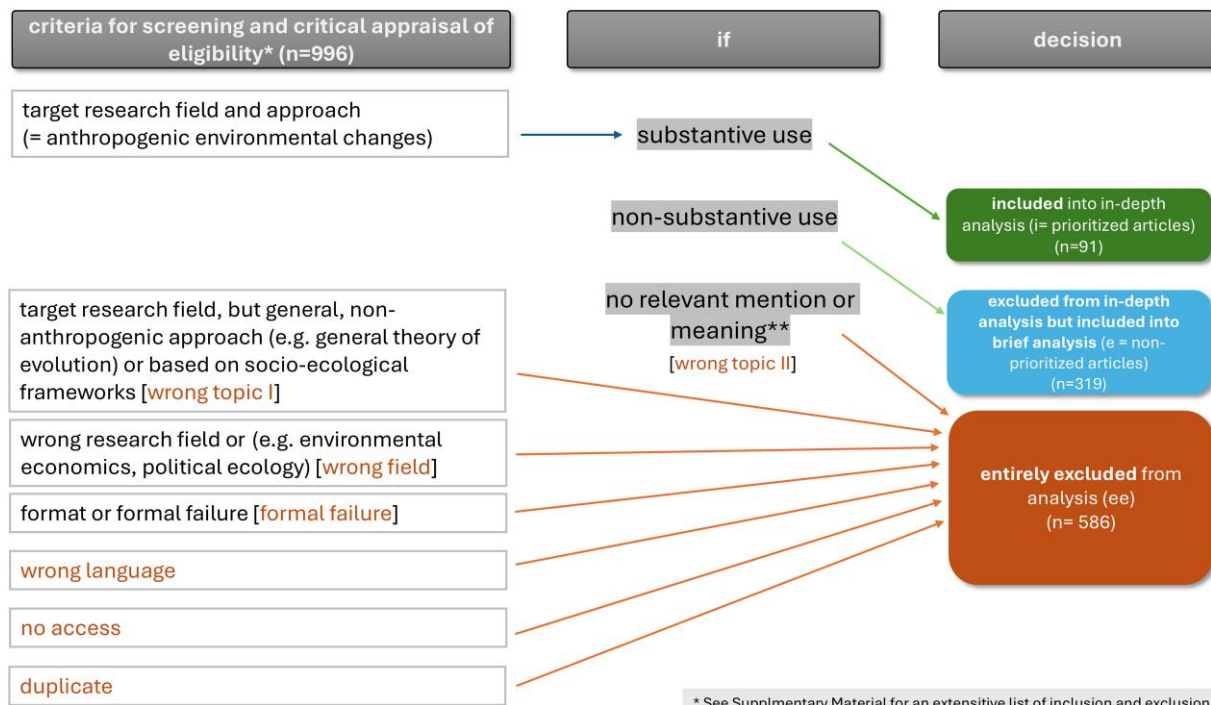 criteria for screening and critical appraisal of
eligibility* (n=996)
if
decision
target research field and approach
(= anthropogenic environmental changes)
substantive use
included into in-depth
analysis (i= prioritized articles)
(n=91)
non-substantive use
target research field, but general, non-
anthropogenic approach (e.g. general theory of
evolution) or based on socio-ecological
frameworks [wrong topic I]
no relevant mention or
meaning**
[wrong topic II]
excluded from in-depth
analysis but included into
brief analysis (e = non-
prioritized articles)
(n=319)
wrong research field or (e.g. environmental
economics, political ecology) [wrong field]
format or formal failure [formal failure]
wrong language
no access
duplicate
entirely excluded from
analysis (ee)
(n= 586)
* See Supplmentary Material for an extensitive list of inclusion and exclusion